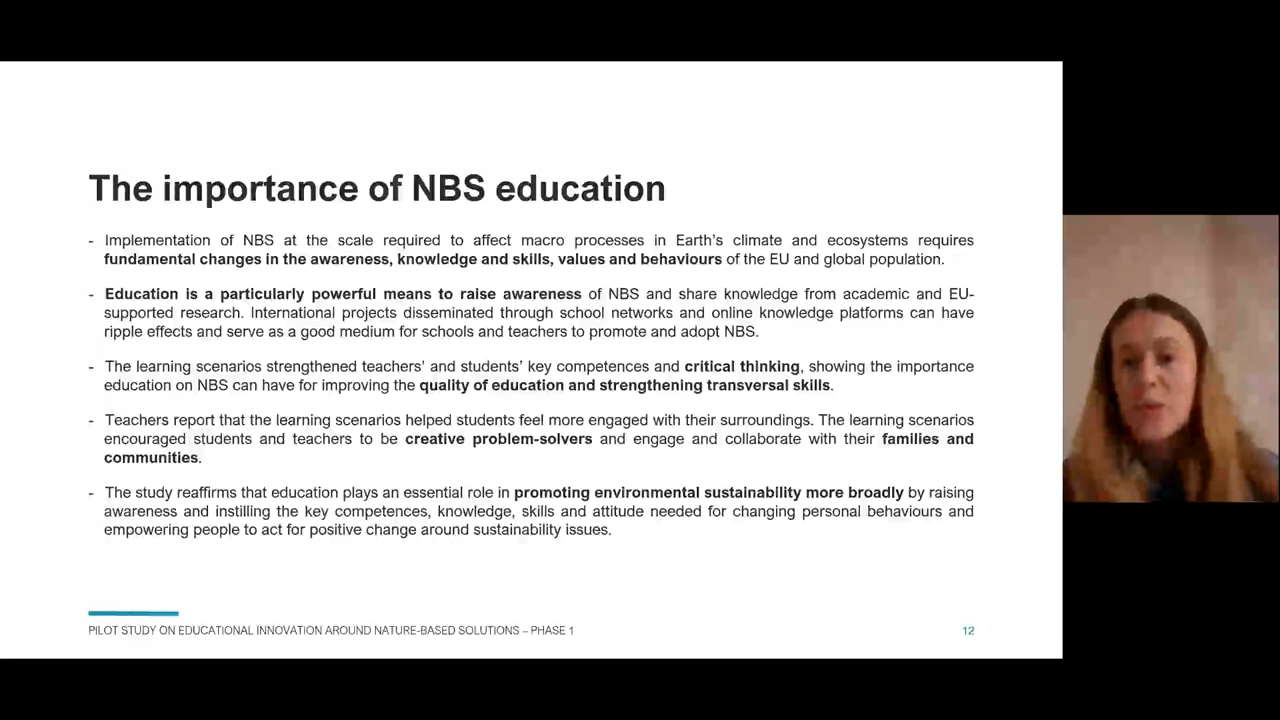 The importance of NBS education
- Implementation of NBS at the scale required to affect macro processes in Earth's climate and ecosystems requires
fundamental changes in the awareness, knowledge and skills, values and behaviours of the EU and global population.
- Education is a particularly powerful means to raise awareness of NBS and share knowledge from academic and EU-
supported research. International projects disseminated through school networks and online knowledge platforms can have
ripple effects and serve as a good medium for schools and teachers to promote and adopt NBS.
- The learning scenarios strengthened teachers' and students' key competences and critical thinking, showing the importance
education on NBS can have for improving the quality of education and strengthening transversal skills.
- Teachers report that the learning scenarios helped students feel more engaged with their surroundings. The learning scenarios
encouraged students and teachers to be creative problem-solvers and engage and collaborate with their families and
communities.
- The study reaffirms that education plays an essential role in promoting environmental sustainability more broadly by raising
awareness and instilling the key competences, knowledge, skills and attitude needed for changing personal behaviours and
empowering people to act for positive change around sustainability issues.
PILOT STUDY ON EDUCATIONAL INNOVATION AROUND NATURE-BASED SOLUTIONS – PHASE 1
12